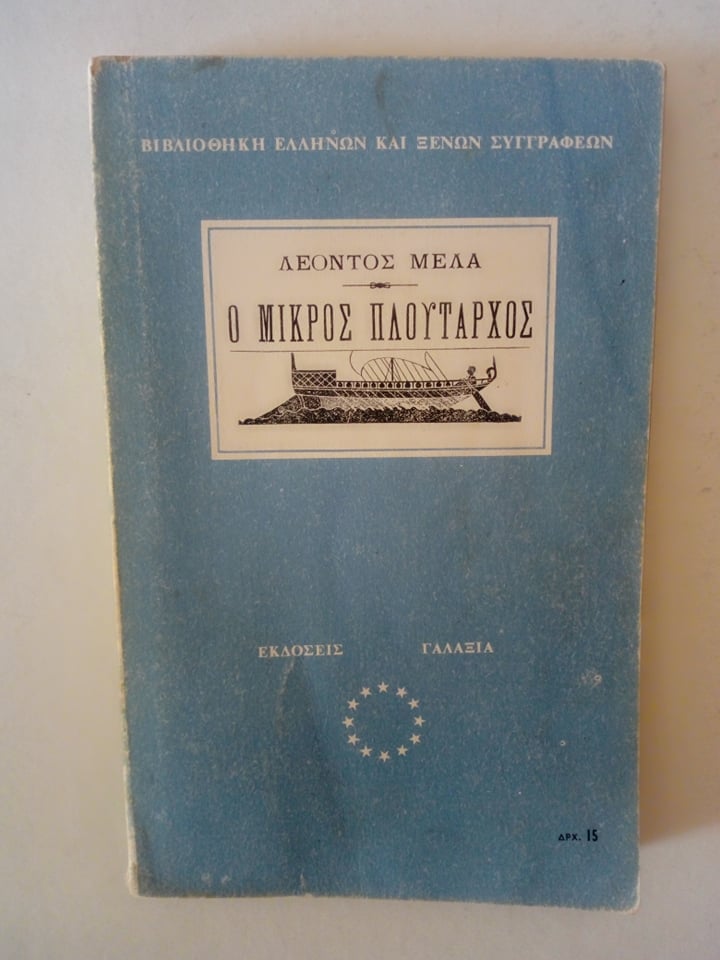 ΒΙΒΛΙΟΘΗΚΗ ΕΛΛΗΝΩΝ ΚΑΙ ΞΕΝΩΝ ΣΥΓΓΡΑΦΕΩΝ
ΛΕΟΝΤΟΣ ΜΕΛΑ
Ο ΜΙΚΡΟΣ ΠΛΟΥΤΑΡΧΟΣ
ΕΚΔΟΣΕΙΣ ΓΑΛΑΞΙΑ
ΔΡΧ. 15